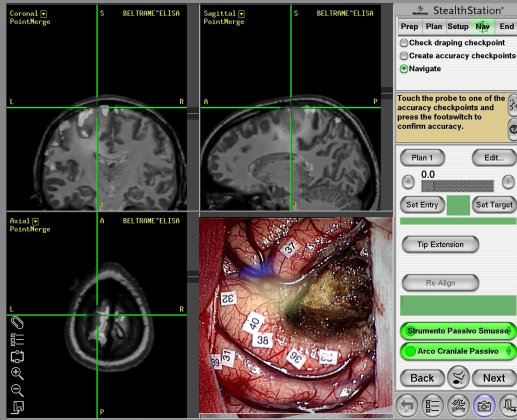 Coronal
PointMerge
S
BELTRAME^ELISA
L
R
I
Sagittal
PointMerge
S
BELTRAME^ELISA
A
P
I
Axial
PointMerge
A
BELTRAME^ELISA
L
R
P
37
32
40
38
31
36
StealthStation
Prep Plan Setup Nav End
Check draping checkpoint
Create accuracy checkpoints
Navigate
Touch the probe to one of the
accuracy checkpoints and
press the footswitch to
confirm accuracy.
Plan 1
Edit...
0.0
Set Entry
Set Target
Tip Extension
Re-Align
Strumento Passivo Smusso
Arco Craniale Passivo
Back
Next